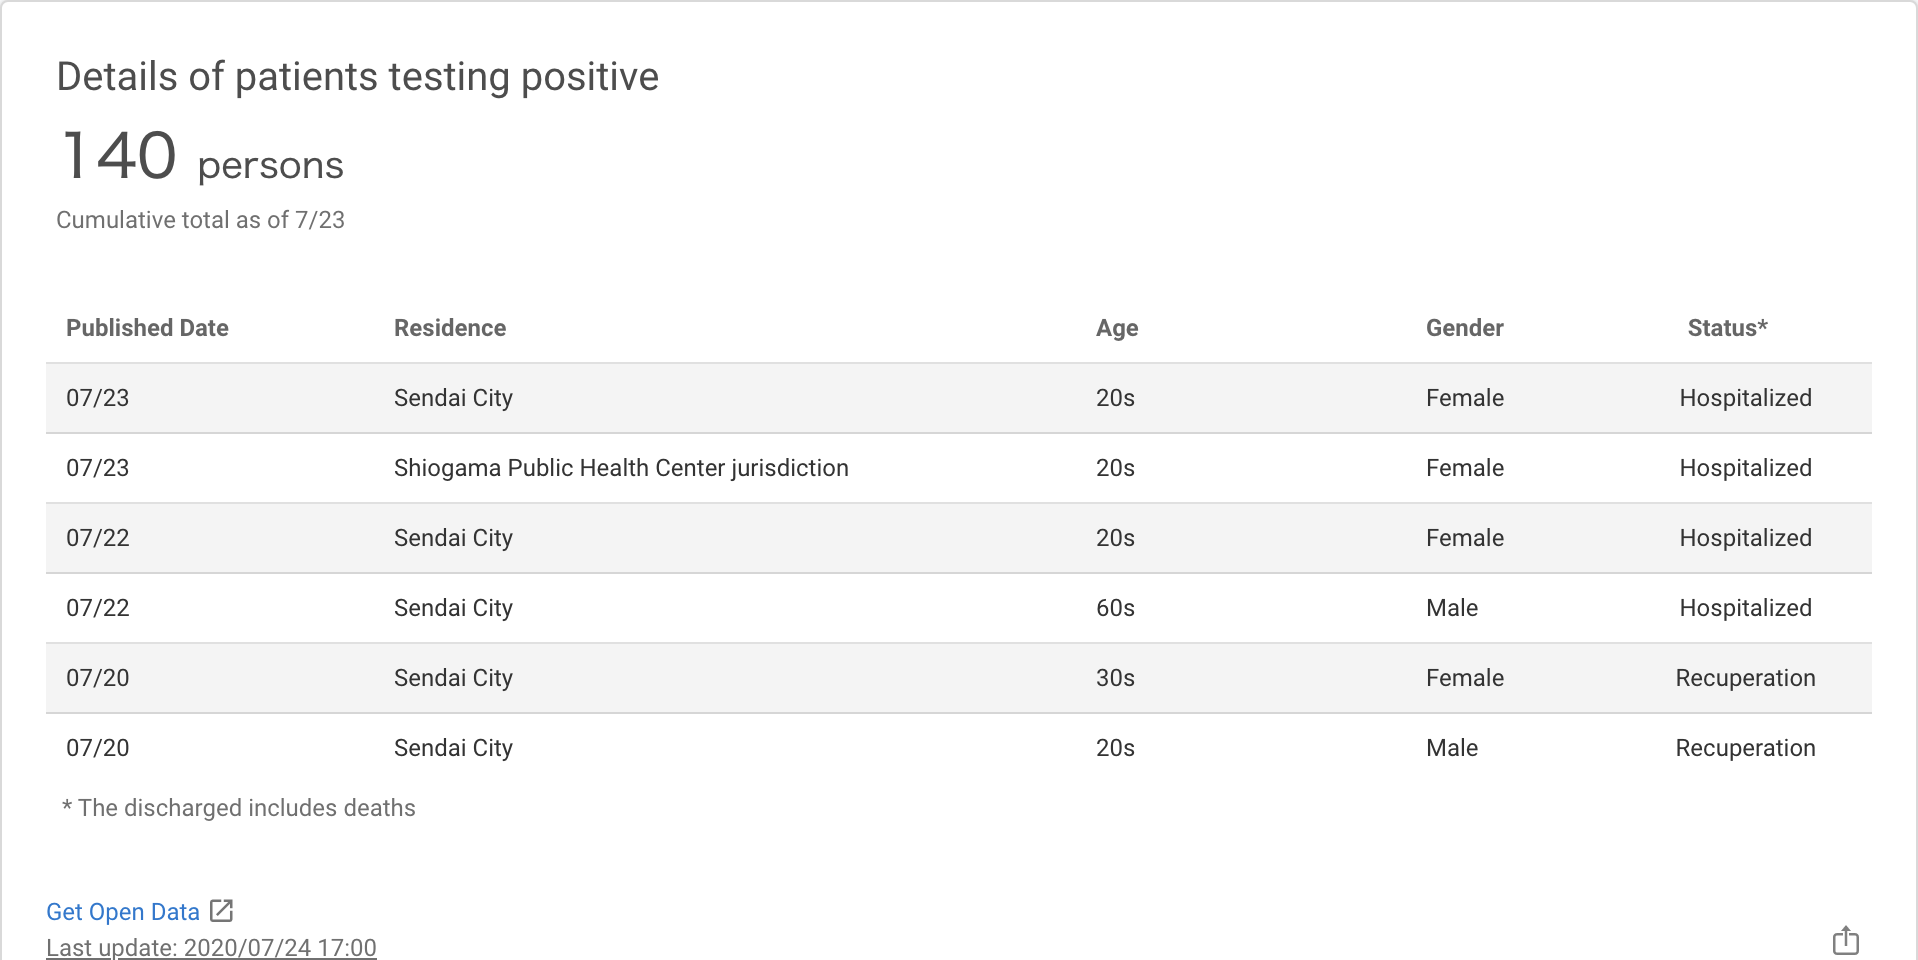 Details of patients testing positive
140 persons
Cumulative total as of 7/23
Published Date Residence Age Gender Status*
07/23 Sendai City 20s Female Hospitalized
07/23 Shiogama Public Health Center jurisdiction 20s Female Hospitalized
07/22 Sendai City 20s Female Hospitalized
07/22 Sendai City 60s Male Hospitalized
07/20 Sendai City 30s Female Recuperation
07/20 Sendai City 20s Male Recuperation
* The discharged includes deaths
Get Open Data
Last update: 2020/07/24 17:00